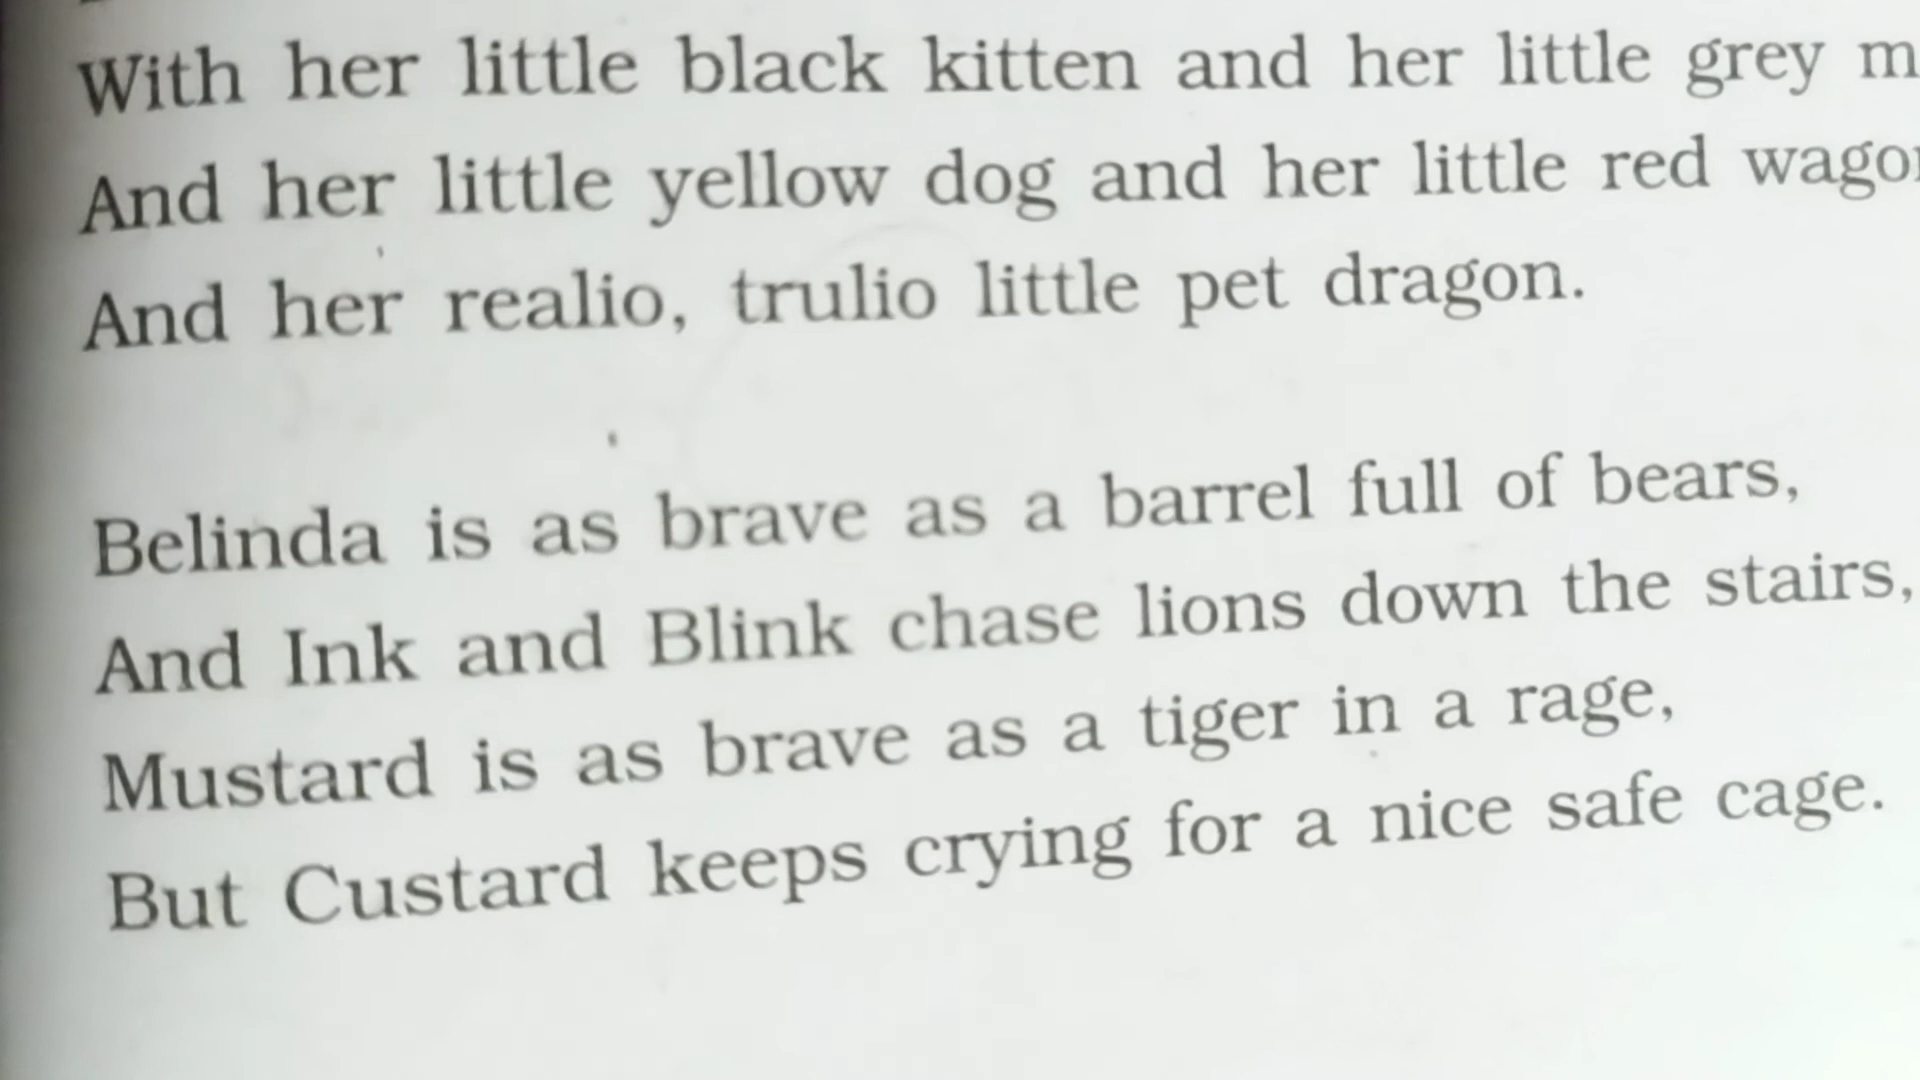 With her little black kitten and her little grey m
And her little yellow dog and her little red wago
And her realio, trulio little pet dragon.
Belinda is as brave as a barrel full of bears,
And Ink and Blink chase lions down the stairs,
Mustard is as brave as a tiger in a rage,
But Custard keeps crying for a nice safe cage.